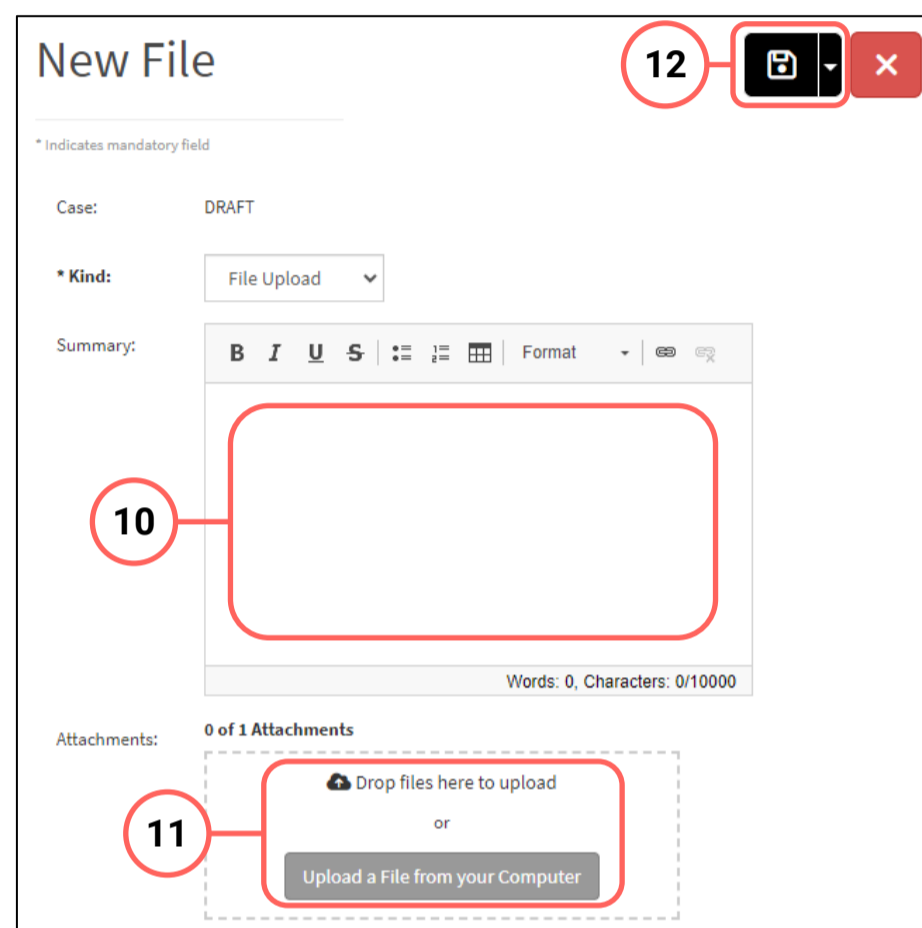 New File
12
* Indicates mandatory field
Case: DRAFT
* Kind: File Upload
Summary: B I U S Format
10
Words: 0, Characters: 0/10000
Attachments: 0 of 1 Attachments
Drop files here to upload
or
11
Upload a File from your Computer